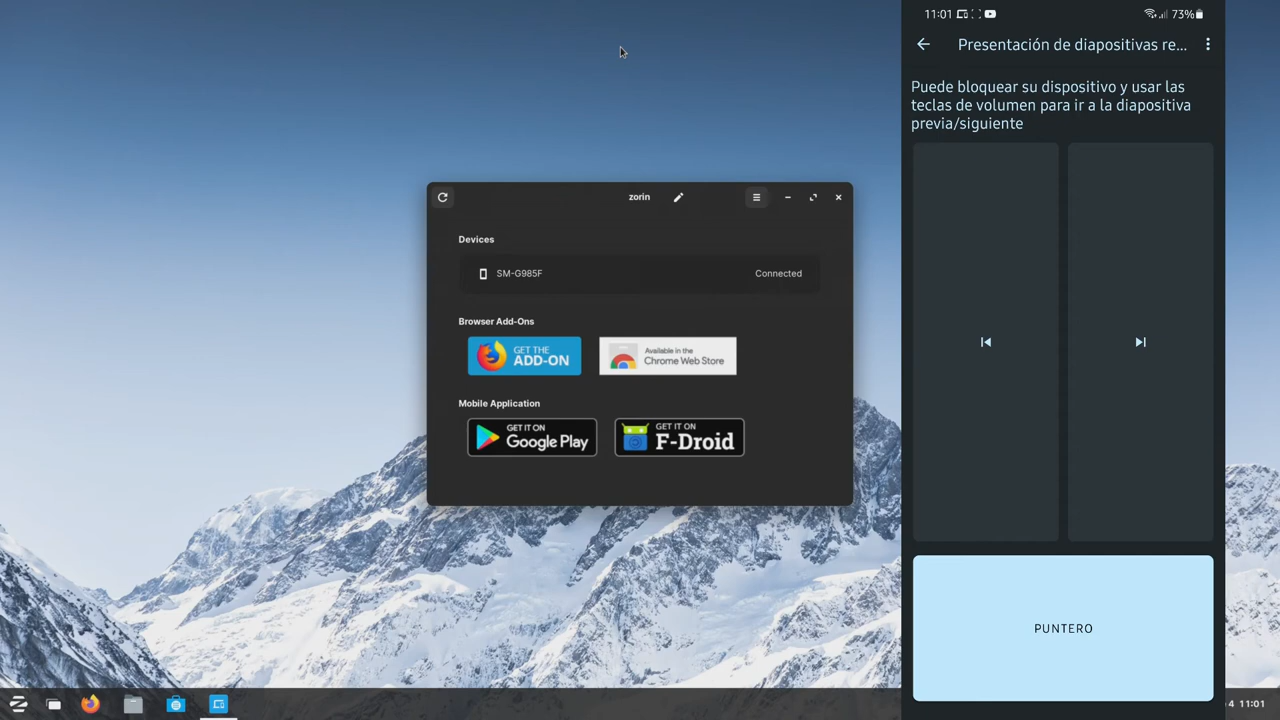 11:01
73%
Presentación de diapositivas re...
Puede bloquear su dispositivo y usar las
teclas de volumen para ir a la diapositiva
previa/siguiente
PUNTERO
zorin
Devices
SM-G985F
Connected
Browser Add-Ons
GET THE
ADD-ON
Available in the
Chrome Web Store
Mobile Application
GET IT ON
Google Play
GET IT ON
F-Droid
4 11:01